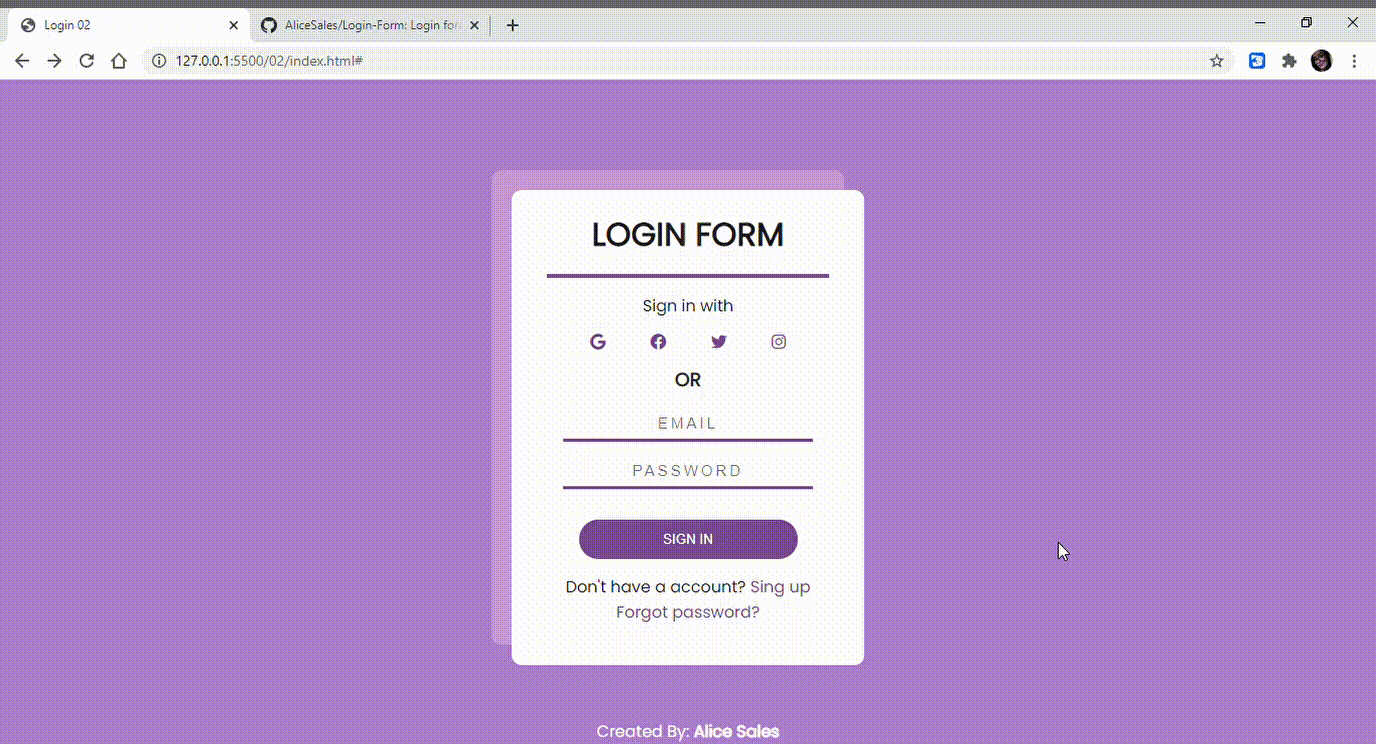 Login 02
AliceSales/Login-Form: Login for
127.0.0.1:5500/02/index.html#
LOGIN FORM
Sign in with
OR
EMAIL
PASSWORD
SIGN IN
Don't have a account? Sing up
Forgot password?
Created By: Alice Sales